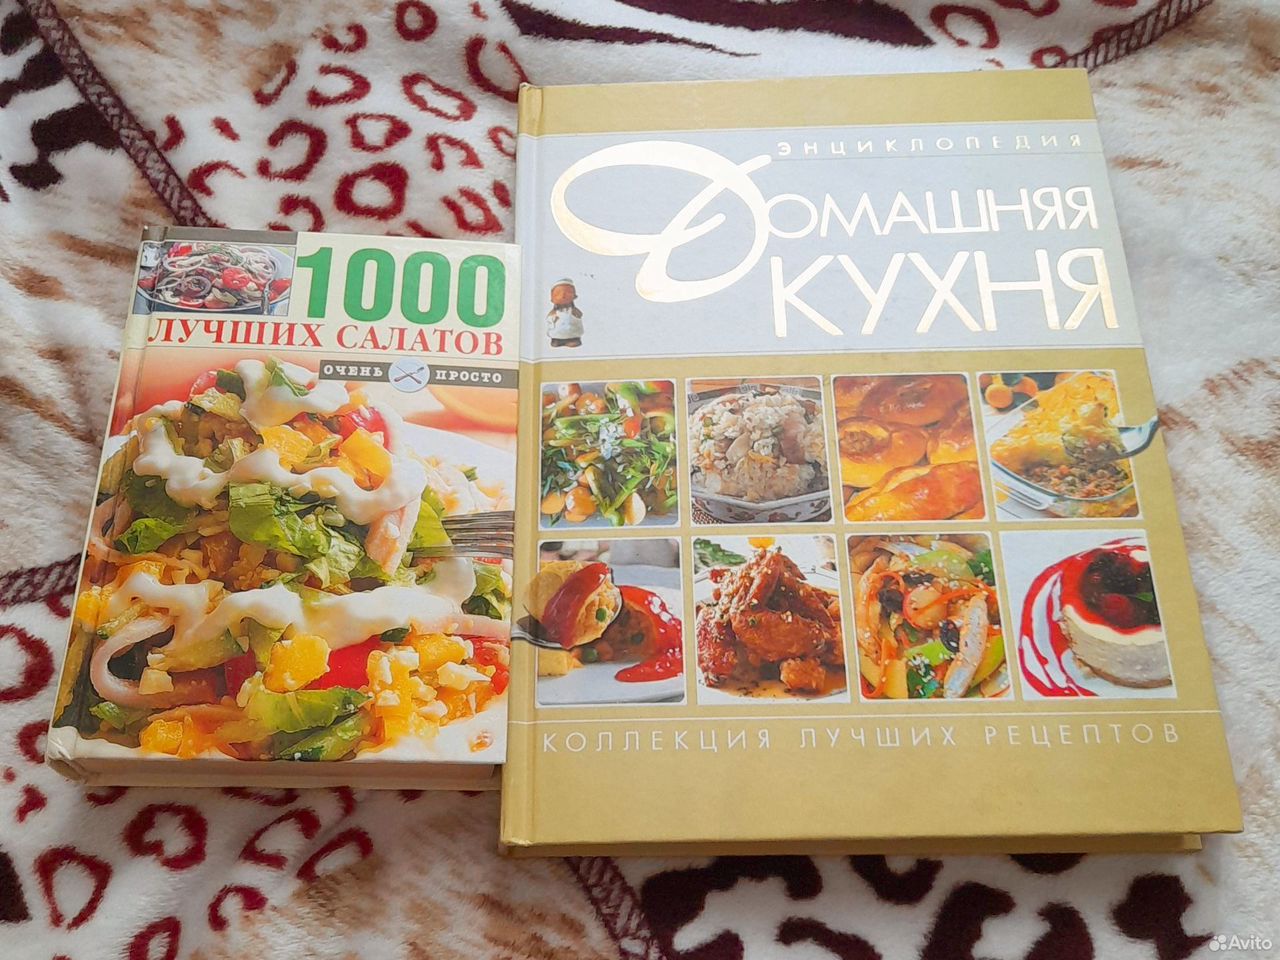 1000
ЛУЧШИХ САЛАТОВ
ОЧЕНЬ ПРОСТО
ЭНЦИКЛОПЕДИЯ
ДОМАШНЯЯ
КУХНЯ
КОЛЛЕКЦИЯ ЛУЧШИХ РЕЦЕПТОВ
Avito